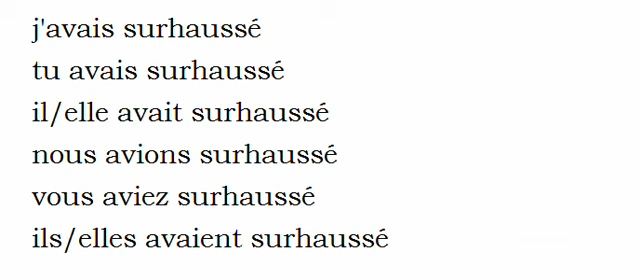 j'avais surhaussé
tu avais surhaussé
il/elle avait surhaussé
nous avions surhaussé
vous aviez surhaussé
ils/elles avaient surhaussé